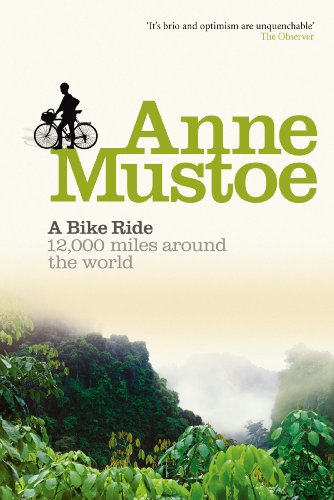 'It's brio and optimism are unquenchable'
The Observer
Anne
Mustoe
A Bike Ride
12,000 miles around
the world